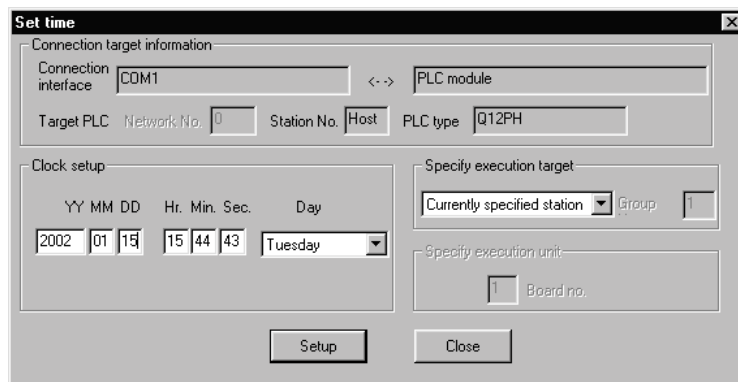 Set time
Connection target information
Connection interface COM1 <--> PLC module
Target PLC Network No. 0 Station No. Host PLC type Q12PH
Clock setup
YY MM DD Hr. Min. Sec. Day
2002 01 15 15 44 43 Tuesday
Specify execution target
Currently specified station Group 1
Specify execution unit
1 Board no.
Setup Close